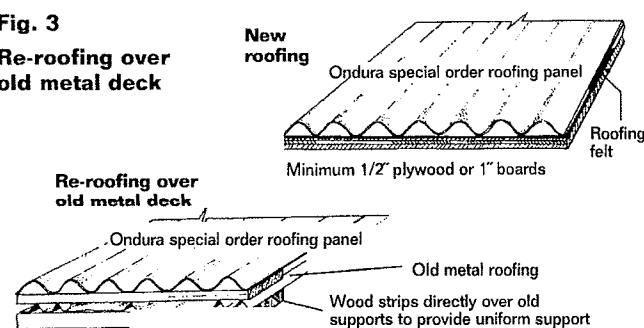 Fig. 3
Re-roofing over
old metal deck
New
roofing
Ondura special order roofing panel
Roofing
felt
Minimum 1/2" plywood or 1" boards
Re-roofing over
old metal deck
Ondura special order roofing panel
Old metal roofing
Wood strips directly over old
supports to provide uniform support